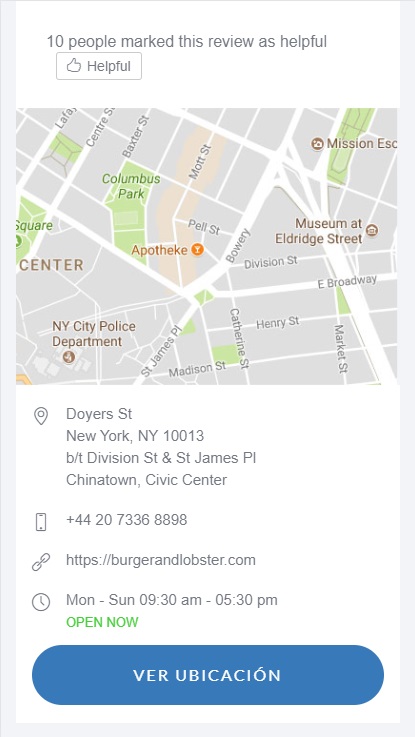 10 people marked this review as helpful
Helpful
Lafay
Centre St
Baxter St
Mott St
Mission Esc
Columbus
Park
Square
Pell St
Museum at
Eldridge Street
Apotheke
Bowery
CENTER
Division St
E Broadway
NY City Police
Department
St James Pl
Catherine St
Henry St
Market St
Madison St
Doyers St
New York, NY 10013
b/t Division St & St James Pl
Chinatown, Civic Center
+44 20 7336 8898
https://burgerandlobster.com
Mon - Sun 09:30 am - 05:30 pm
OPEN NOW
VER UBICACIÓN